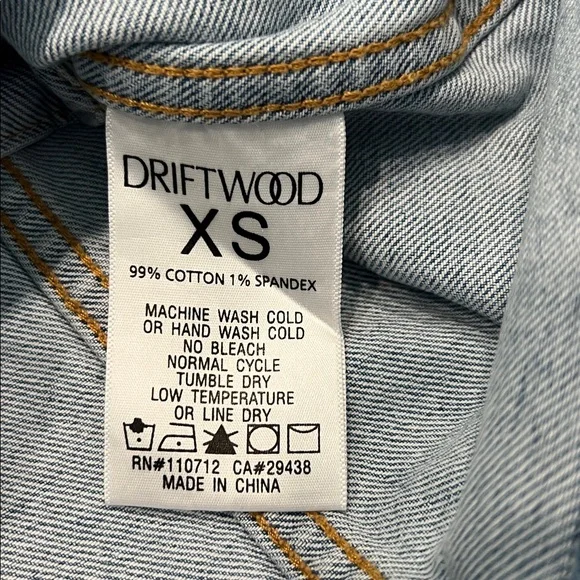 DRIFTWOOD
XS
99% COTTON 1% SPANDEX
MACHINE WASH COLD
OR HAND WASH COLD
NO BLEACH
NORMAL CYCLE
TUMBLE DRY
LOW TEMPERATURE
OR LINE DRY
RN#110712 CA#29438
MADE IN CHINA